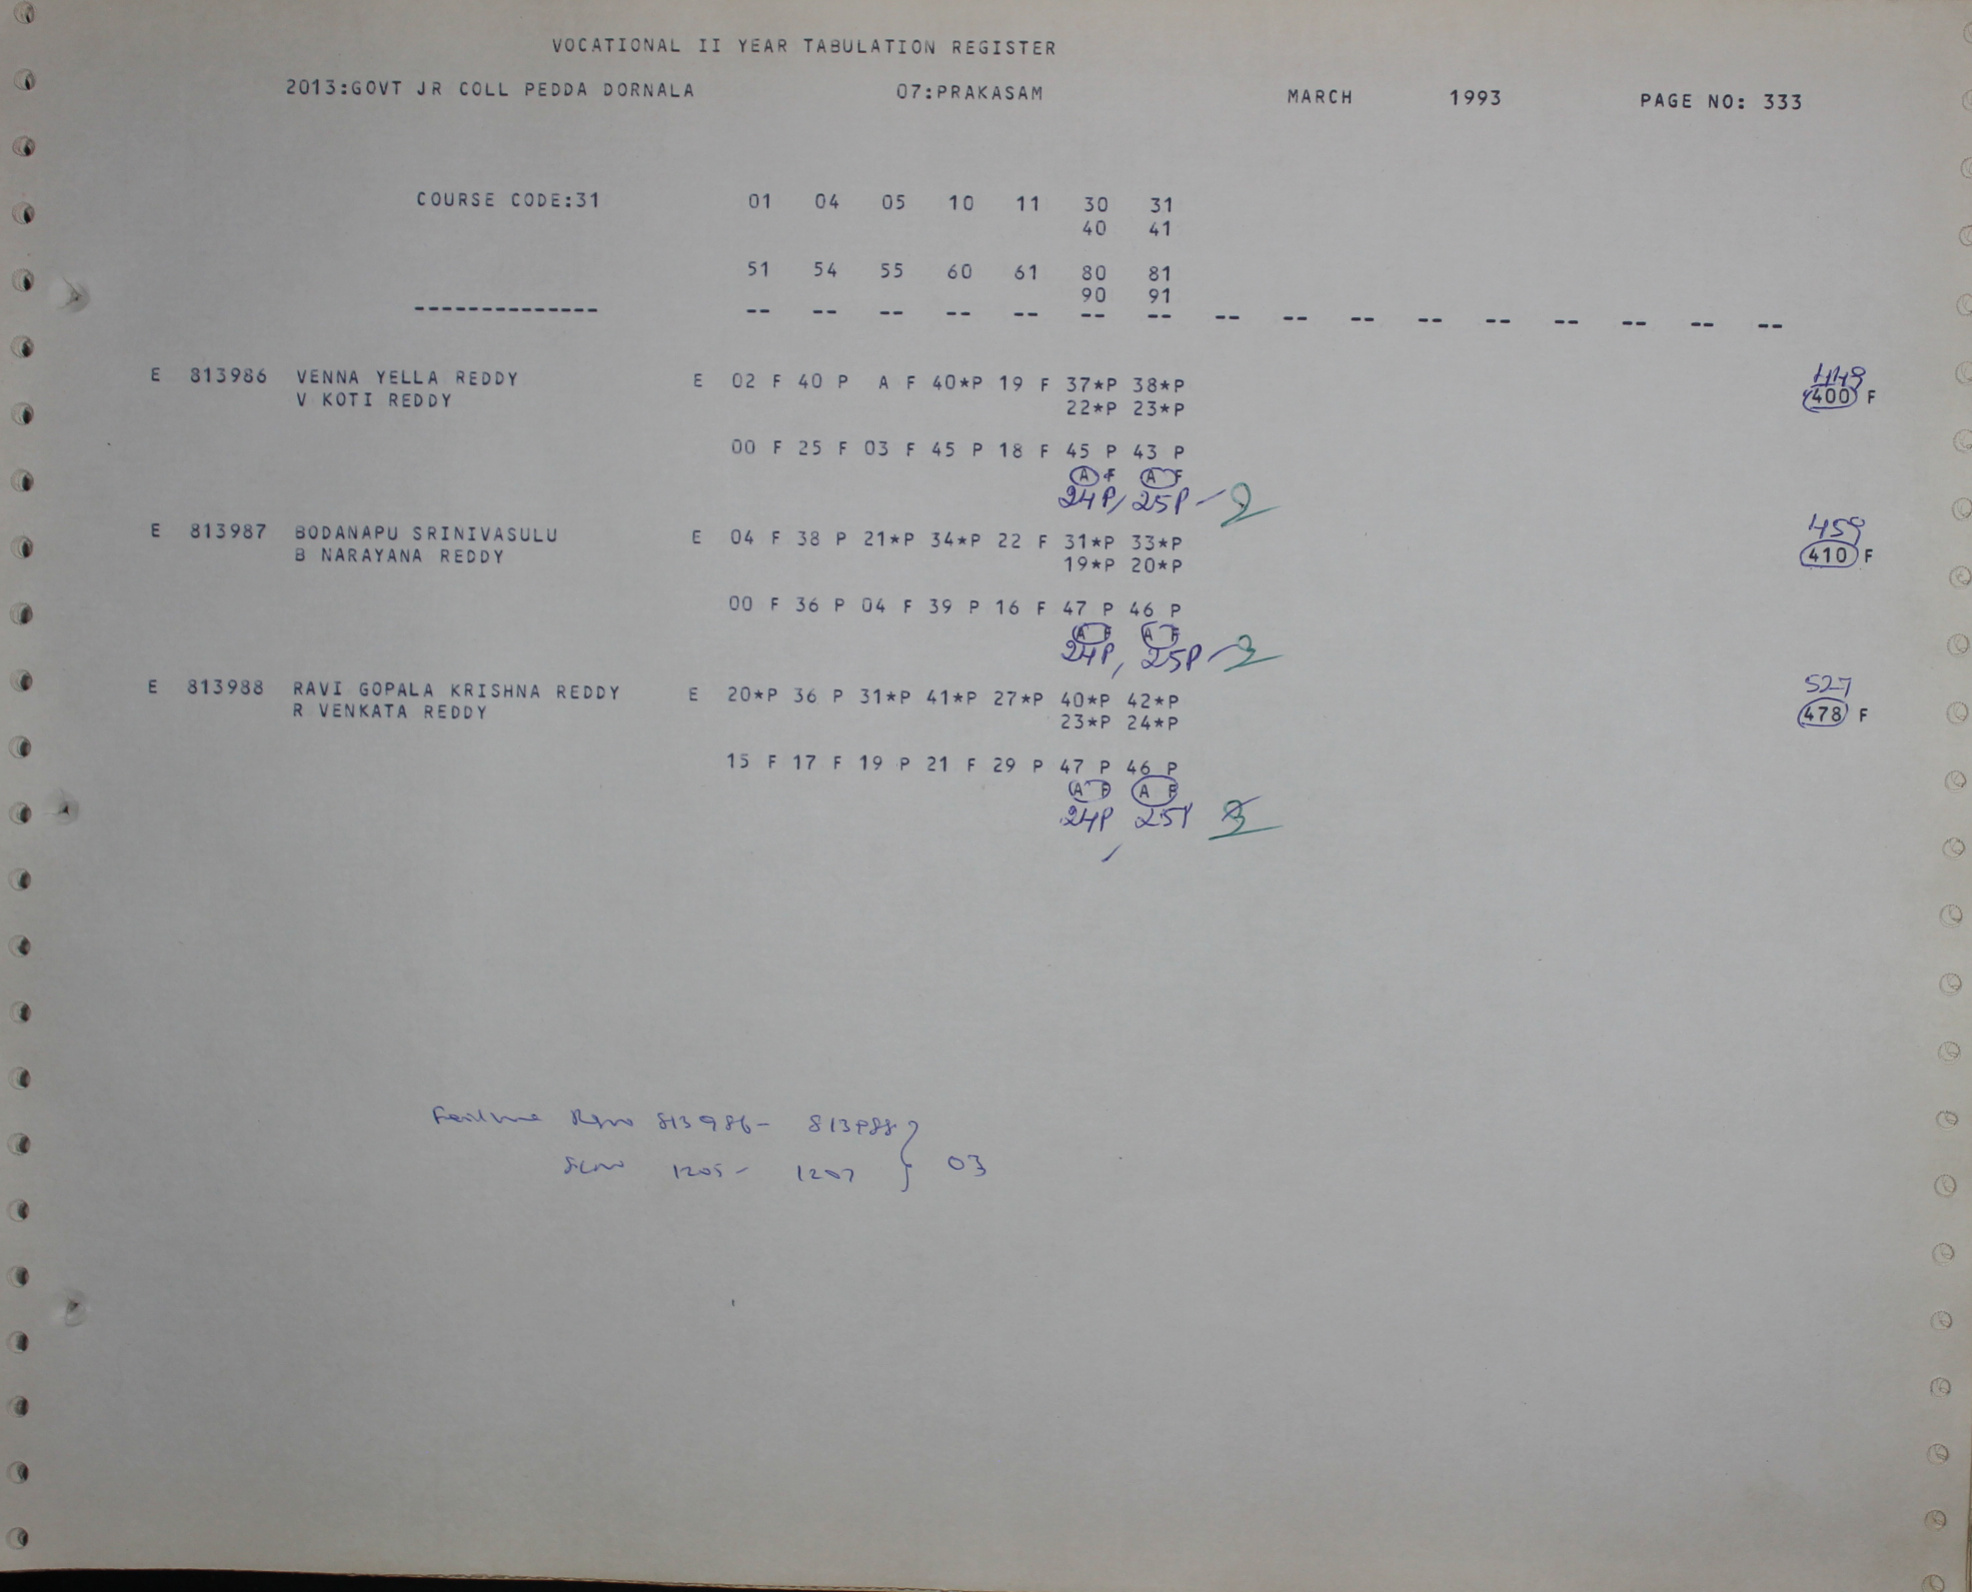 VOCATIONAL II YEAR TABULATION REGISTER
2013:GOVT JR COLL PEDDA DORNALA 07:PRAKASAM MARCH 1993 PAGE NO: 333
COURSE CODE:31 01 04 05 10 11 30 31
40 41
51 54 55 60 61 80 81
90 91
-------------- -- -- -- -- -- -- -- -- -- -- -- -- -- -- -- --
449
E 813986 VENNA YELLA REDDY E 02 F 40 P A F 40*P 19 F 37*P 38*P
V KOTI REDDY 22*P 23*P 400 F
00 F 25 F 03 F 45 P 18 F 45 P 43 P
A F A F
24P, 25P
459
E 813987 BODANAPU SRINIVASULU E 04 F 38 P 21*P 34*P 22 F 31*P 33*P
B NARAYANA REDDY 19*P 20*P 410 F
00 F 36 P 04 F 39 P 16 F 47 P 46 P
A F A F
24P, 25P
527
E 813988 RAVI GOPALA KRISHNA REDDY E 20*P 36 P 31*P 41*P 27*P 40*P 42*P
R VENKATA REDDY 23*P 24*P 478 F
15 F 17 F 19 P 21 F 29 P 47 P 46 P
A F A F
24P 25P
Failure 813986- 813988
1205- 1207 } 03